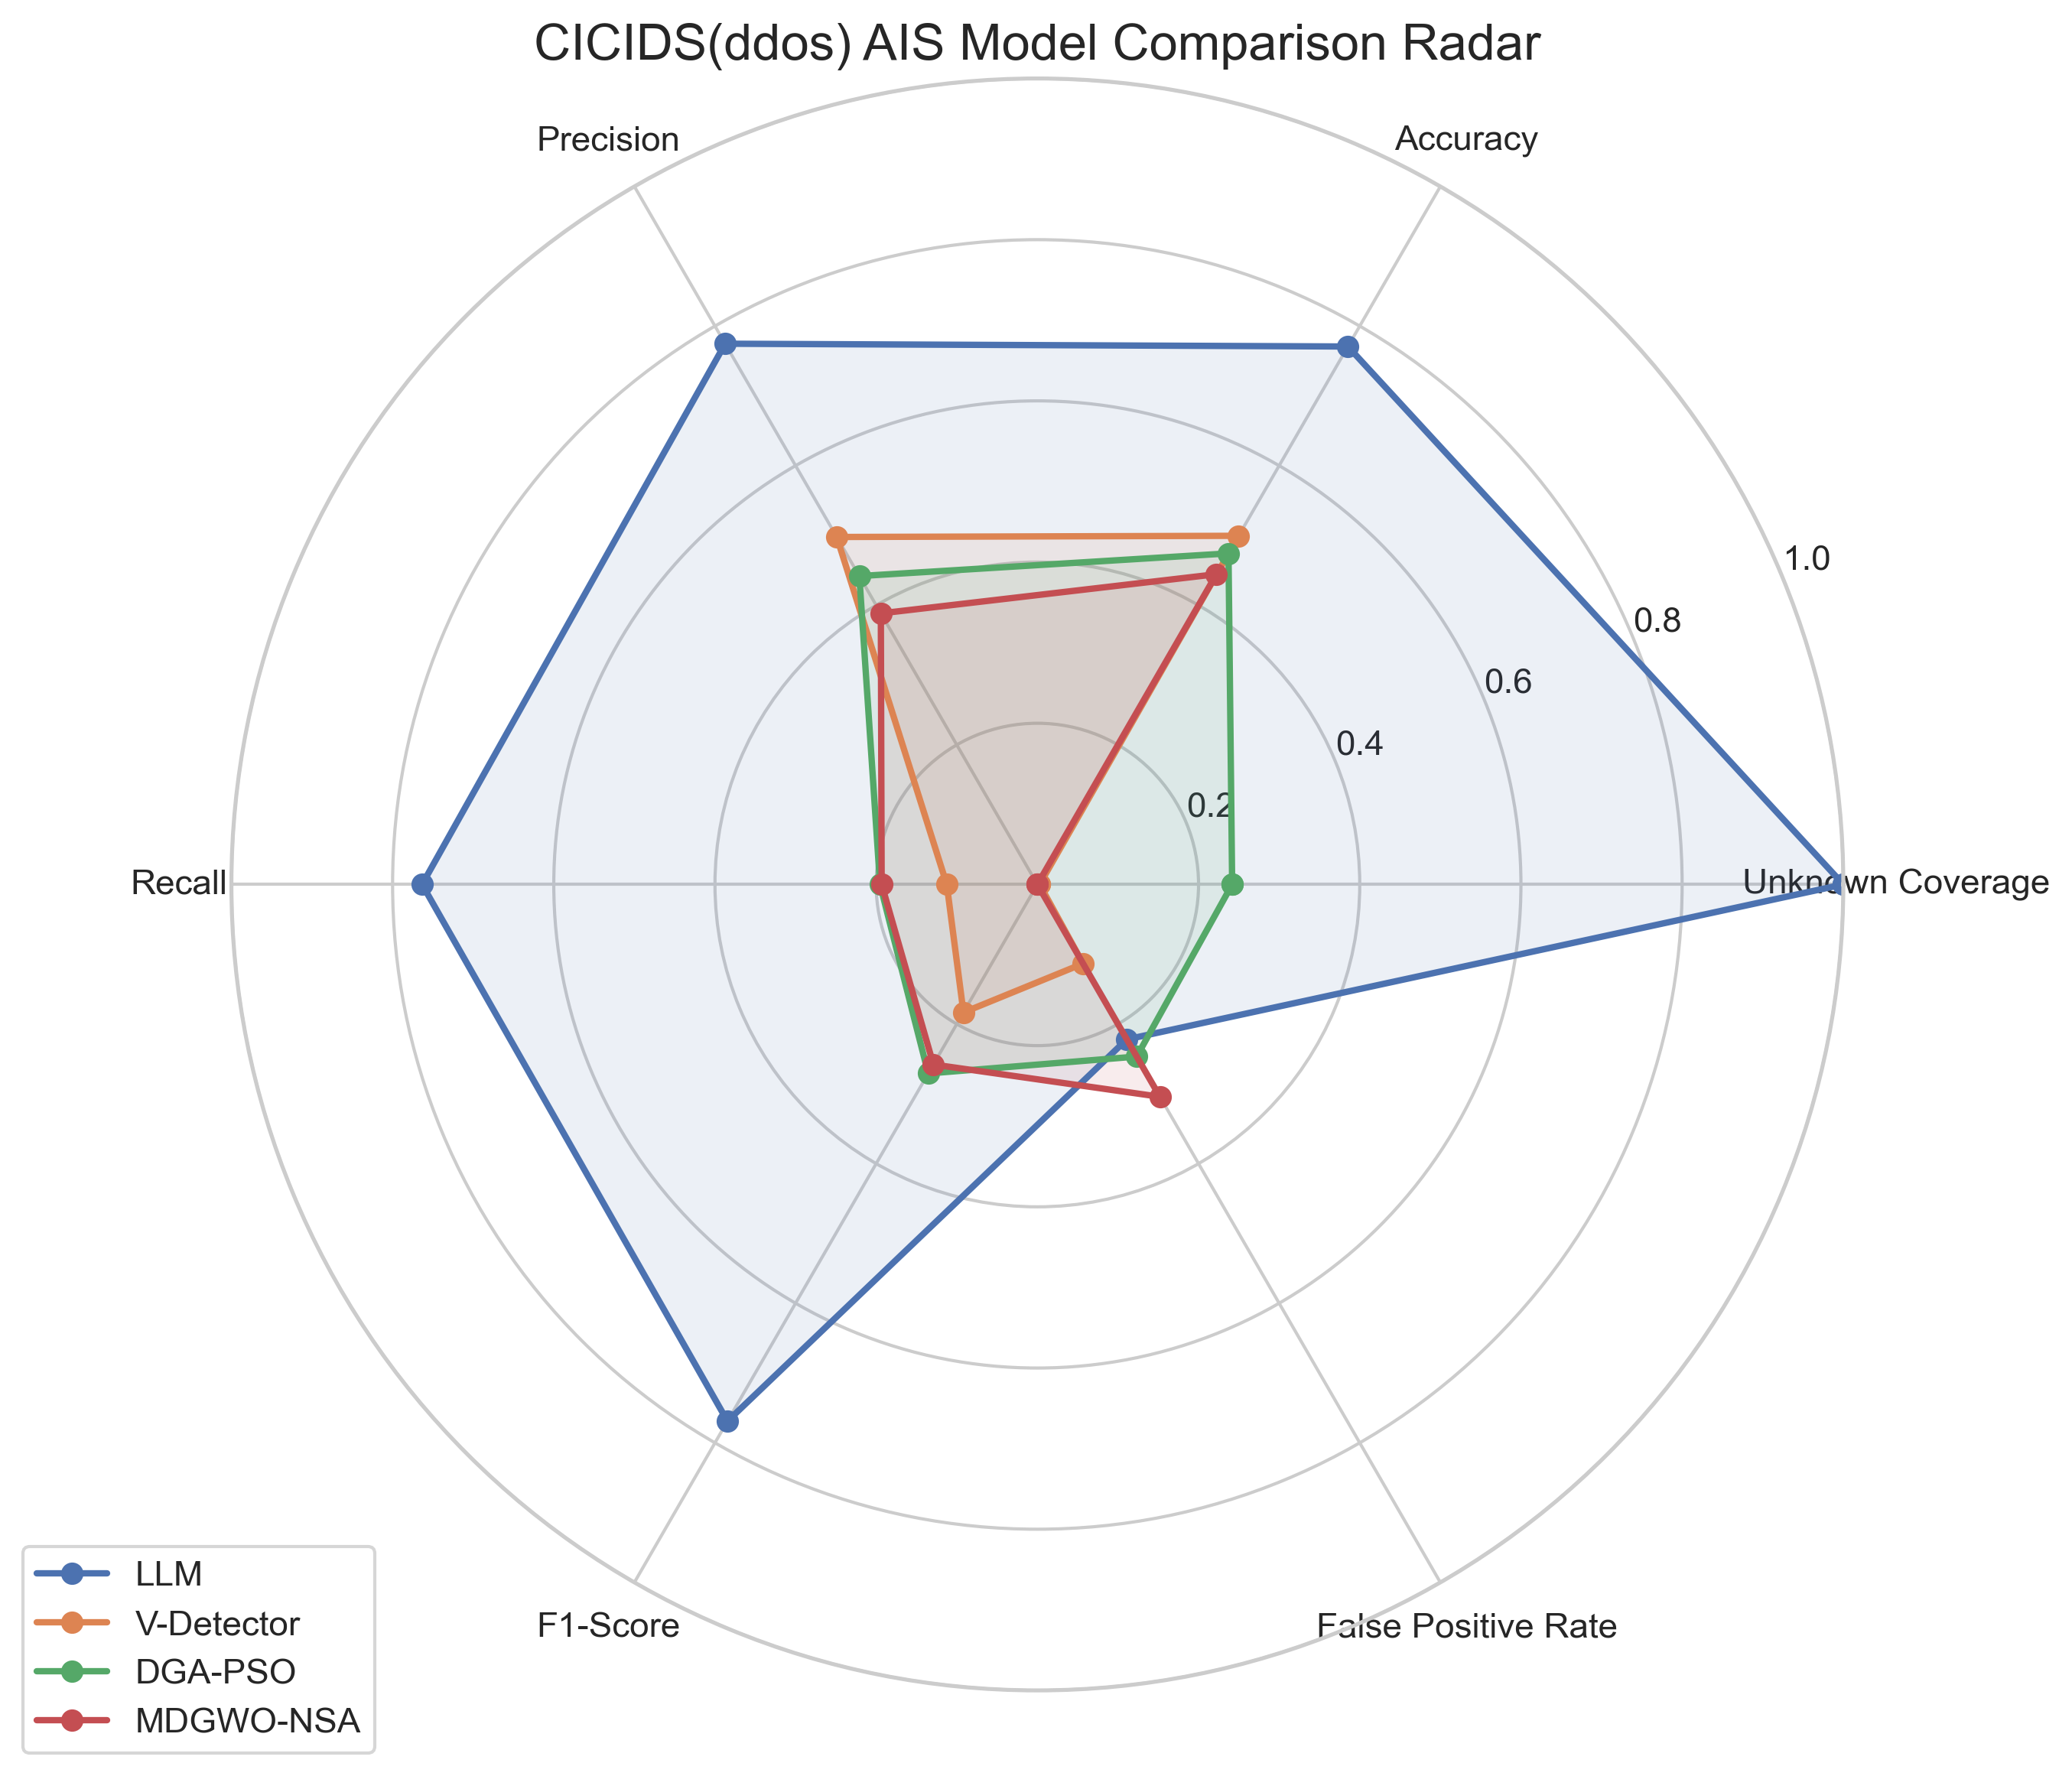 CICIDS(ddos) AIS Model Comparison Radar
Precision
Accuracy
1.0
0.8
0.6
0.4
0.2
Recall
Unknown Coverage
F1-Score
False Positive Rate
LLM
V-Detector
DGA-PSO
MDGWO-NSA